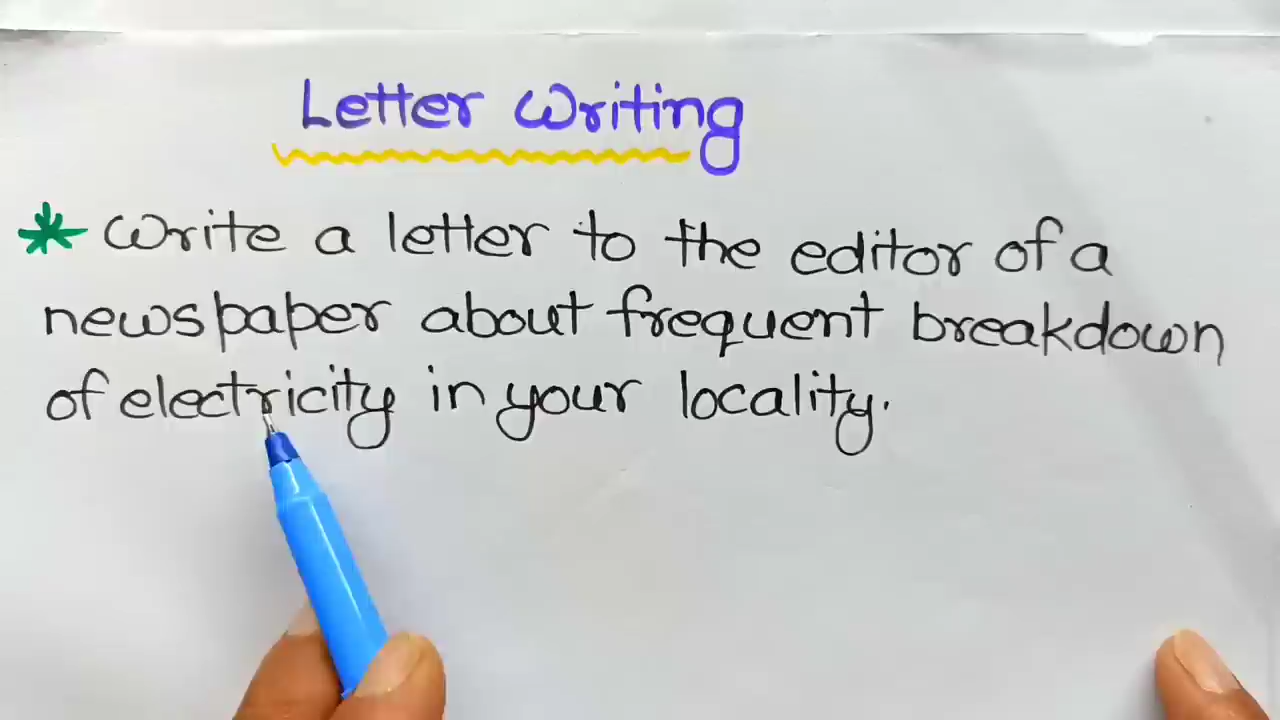 Letter Writing
* Write a letter to the editor of a
newspaper about frequent breakdown
of electricity in your locality.